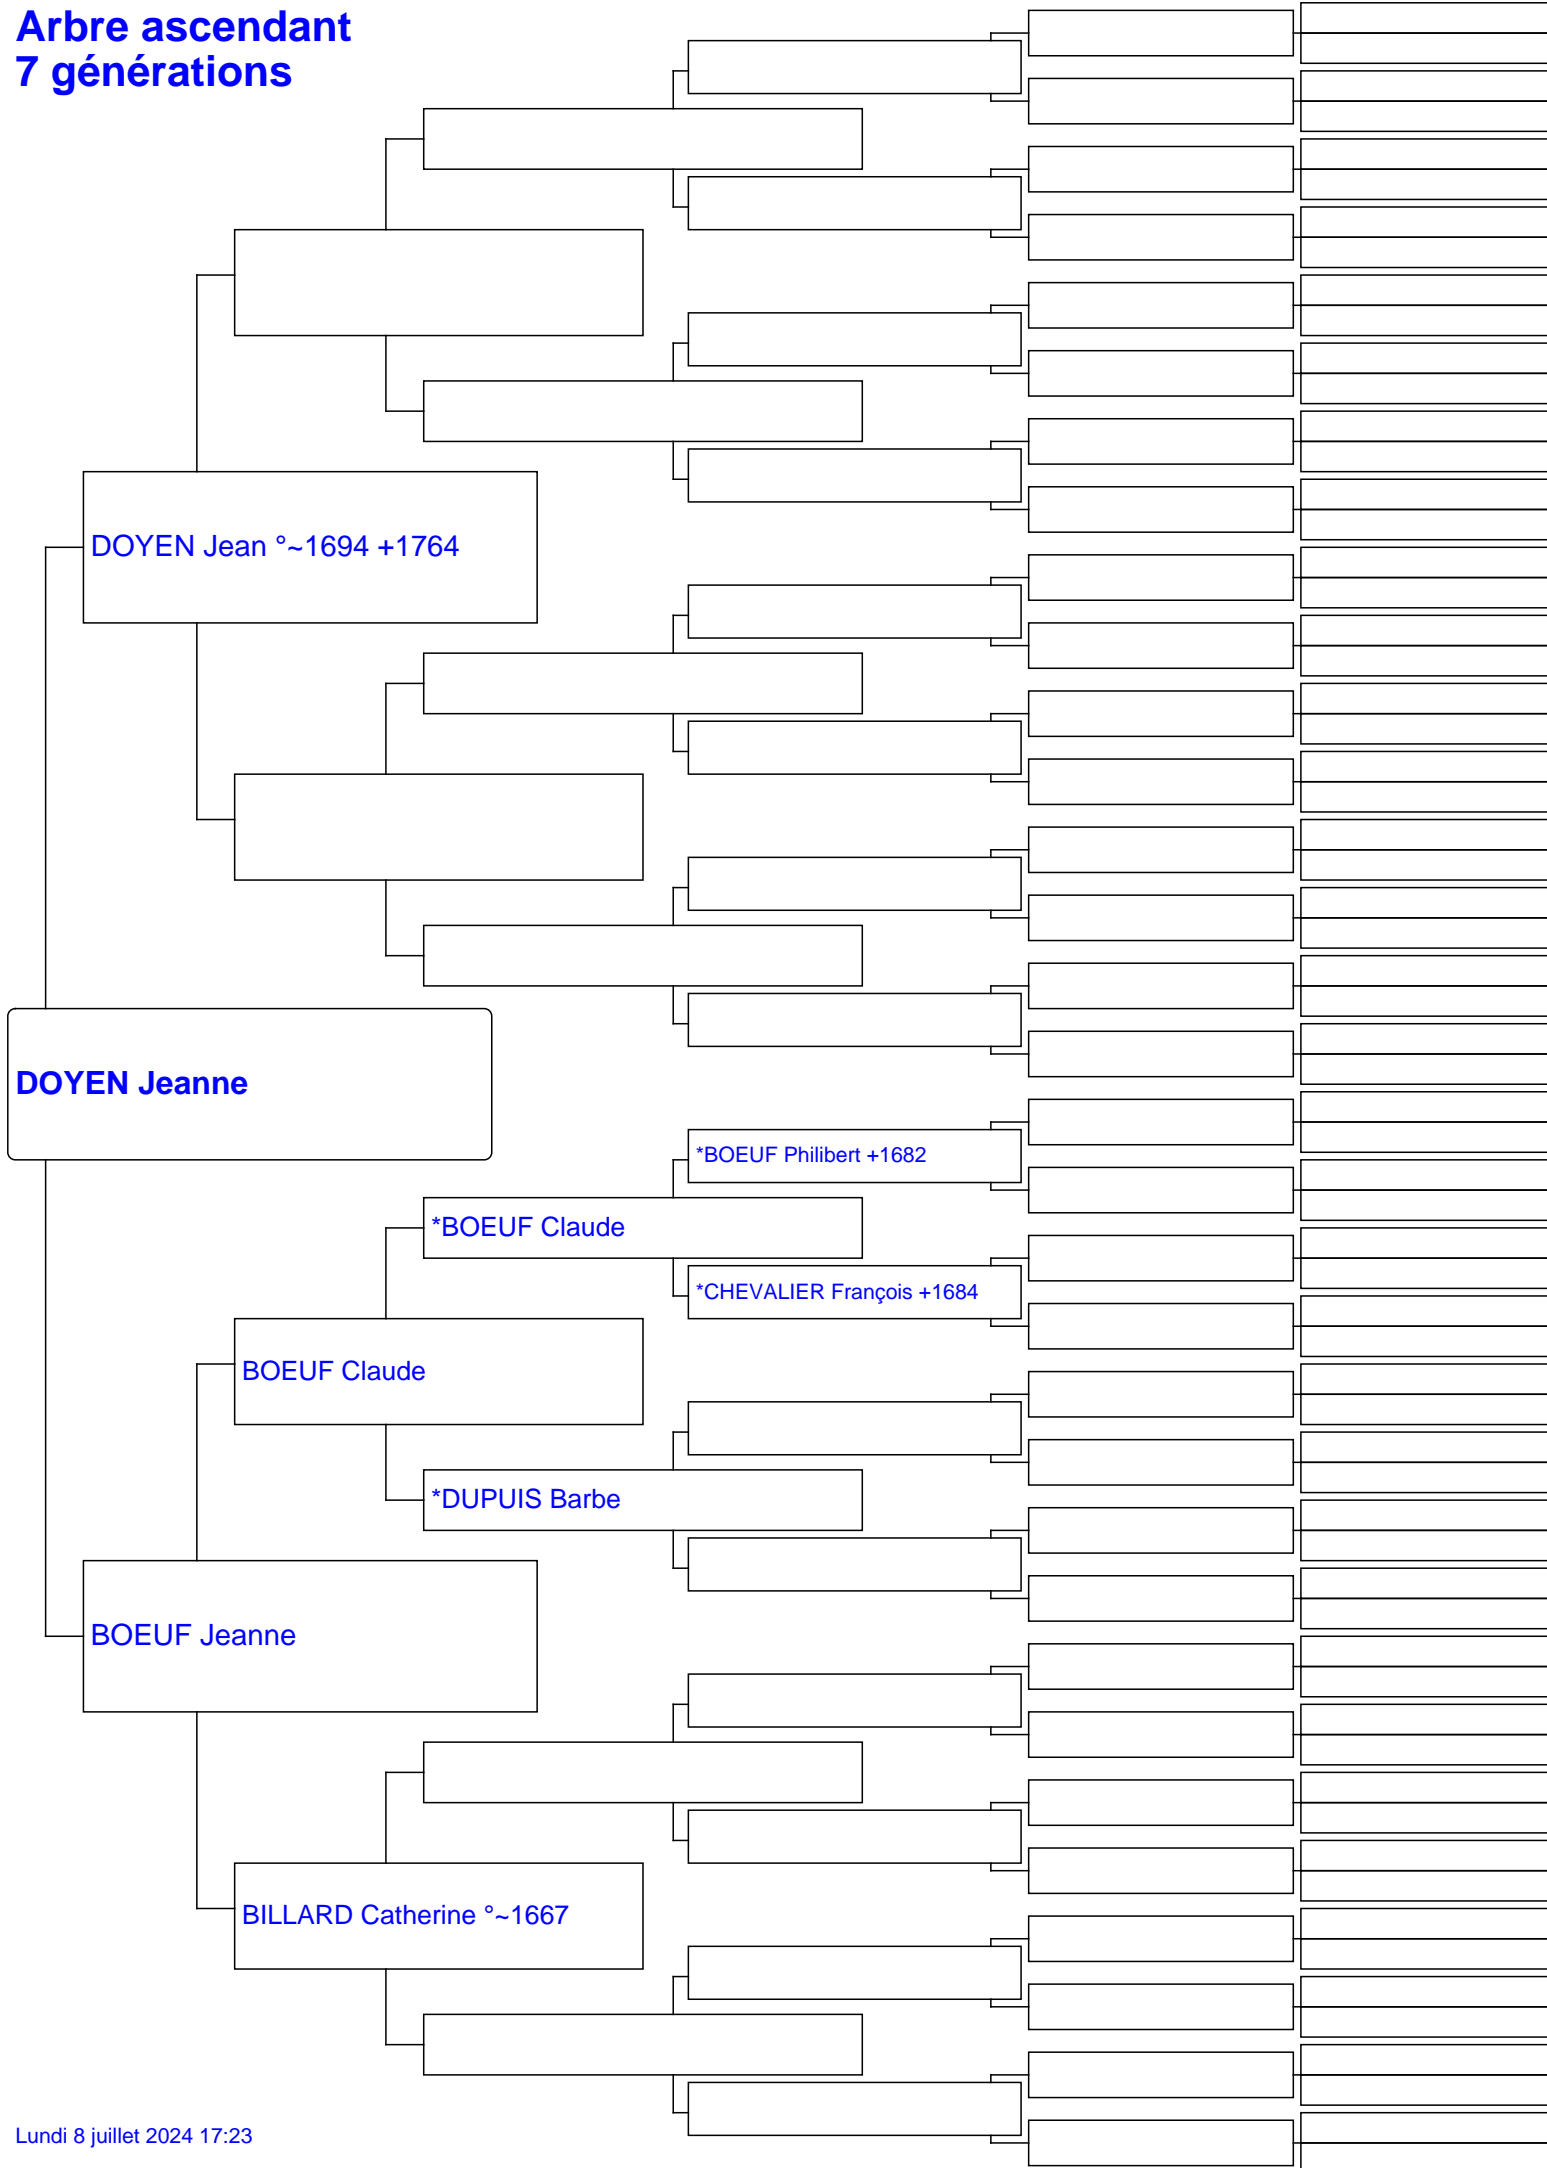 Arbre ascendant
7 générations
DOYEN Jean °~1694 +1764
DOYEN Jeanne
*BOEUF Philibert +1682
*BOEUF Claude
*CHEVALIER François +1684
BOEUF Claude
*DUPUIS Barbe
BOEUF Jeanne
BILLARD Catherine °~1667
Lundi 8 juillet 2024 17:23